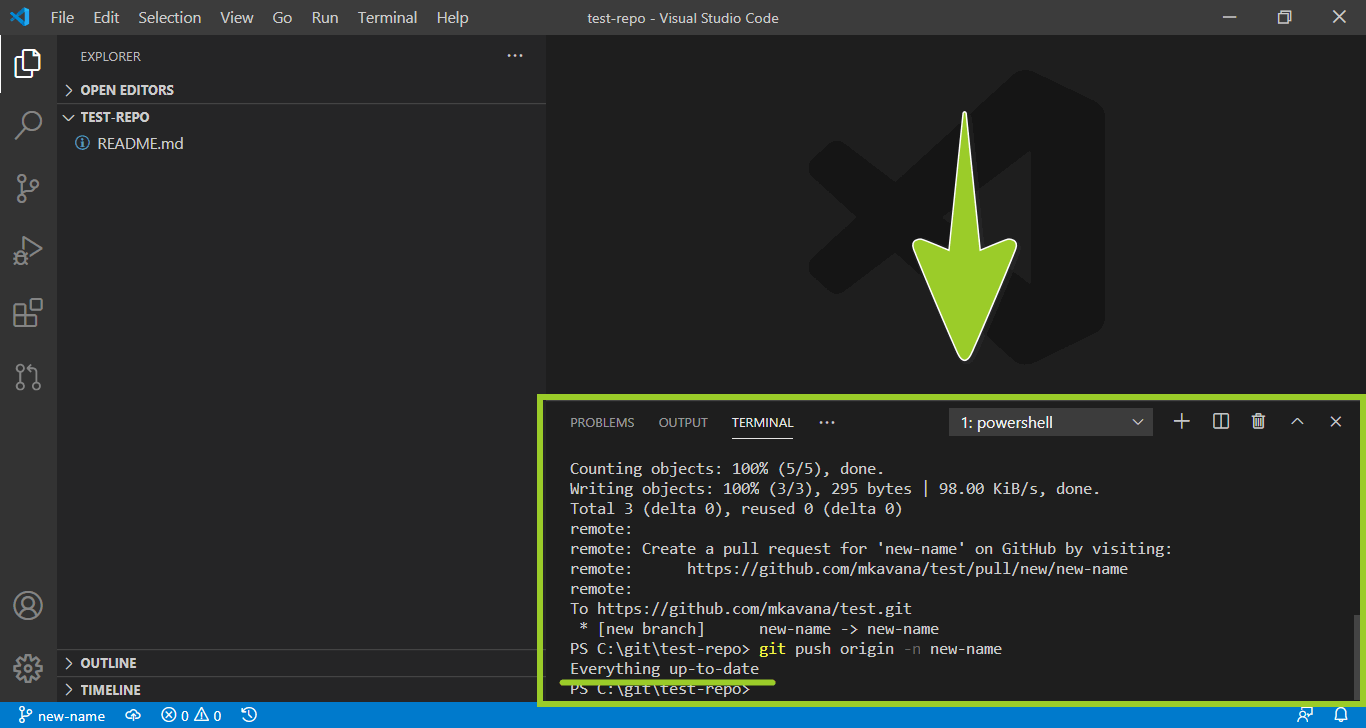 File Edit Selection View Go Run Terminal Help
test-repo - Visual Studio Code
EXPLORER
OPEN EDITORS
TEST-REPO
README.md
PROBLEMS OUTPUT TERMINAL
1: powershell
Counting objects: 100% (5/5), done.
Writing objects: 100% (3/3), 295 bytes | 98.00 KiB/s, done.
Total 3 (delta 0), reused 0 (delta 0)
remote:
remote: Create a pull request for 'new-name' on GitHub by visiting:
remote:      https://github.com/mkavana/test/pull/new/new-name
remote:
To https://github.com/mkavana/test.git
 * [new branch]      new-name -> new-name
PS C:\git\test-repo> git push origin -n new-name
Everything up-to-date
PS C:\git\test-repo>
OUTLINE
TIMELINE
new-name 0 0